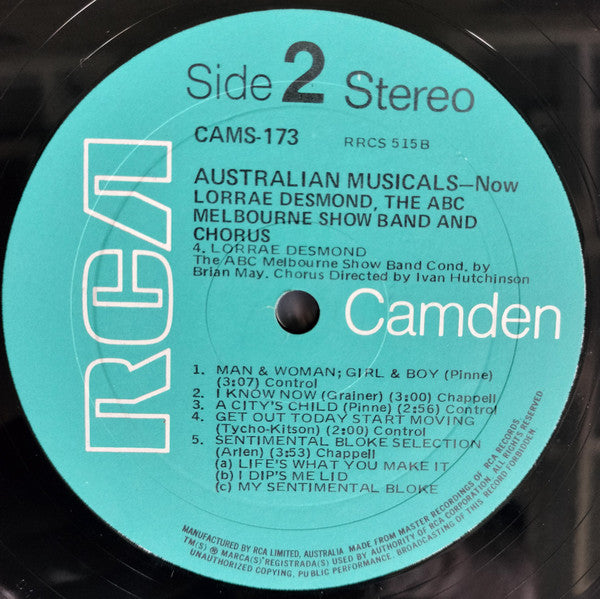 Side 2 Stereo
CAMS-173 RRCS 515B
RCA
AUSTRALIAN MUSICALS—Now
LORRAE DESMOND, THE ABC
MELBOURNE SHOW BAND AND
CHORUS
4. LORRAE DESMOND
The ABC Melbourne Show Band Cond. by
Brian May. Chorus Directed by Ivan Hutchinson
Camden
1. MAN & WOMAN; GIRL & BOY (Pinne)
(3:07) Control
2. I KNOW NOW (Grainer) (3:00) Chappell
3. A CITY'S CHILD (Pinne) (2:56) Control
4. GET OUT TODAY START MOVING
(Tycho-Kitson) (2:00) Control
5. SENTIMENTAL BLOKE SELECTION
(Arlen) (3:53) Chappell
(a) LIFE'S WHAT YOU MAKE IT
(b) I DIP'S ME LID
(c) MY SENTIMENTAL BLOKE
MANUFACTURED BY RCA LIMITED, AUSTRALIA MADE FROM MASTER RECORDINGS OF RCA RECORDS
TM(S) ® MARCA(S) REGISTRADA(S) USED BY AUTHORITY OF RCA CORPORATION. ALL RIGHTS RESERVED
UNAUTHORIZED COPYING, PUBLIC PERFORMANCE, BROADCASTING OF THIS RECORD FORBIDDEN.